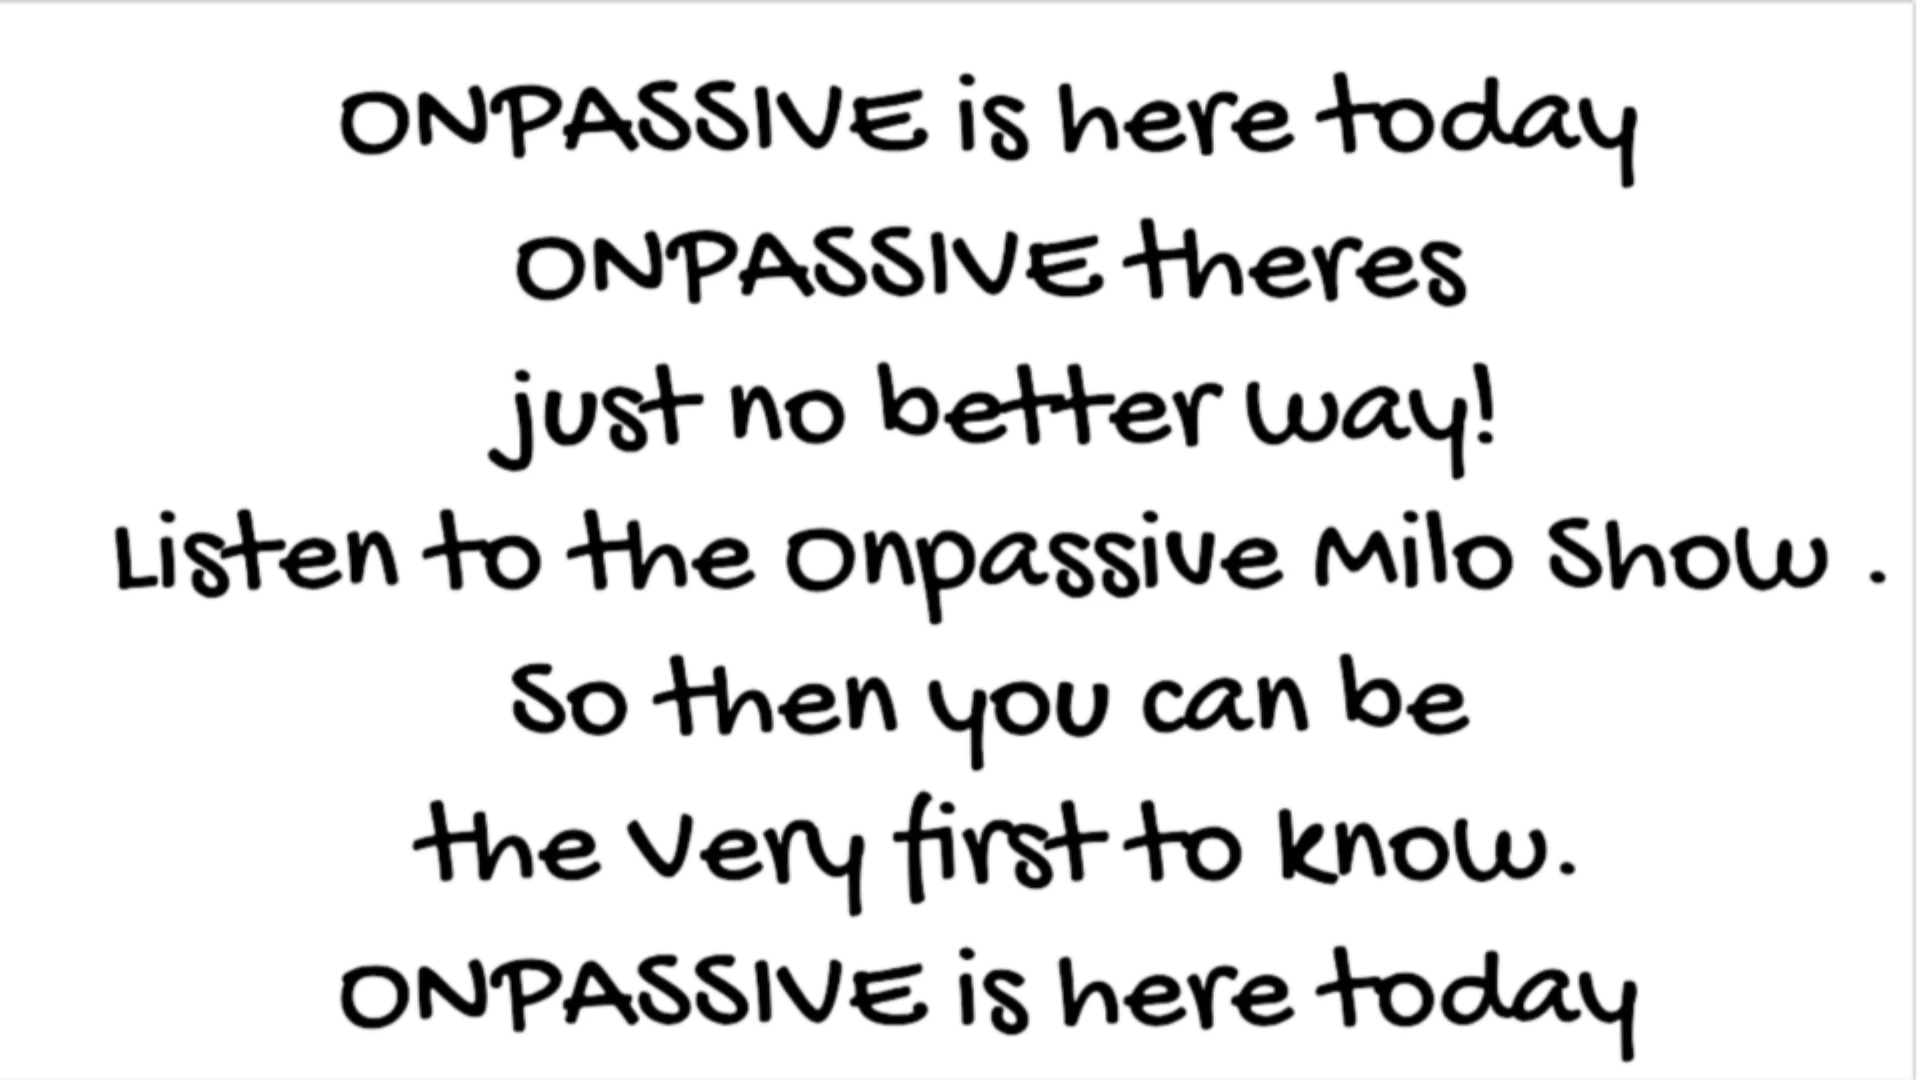 ONPASSIVE is here today
ONPASSIVE theres
just no better way!
Listen to the Onpassive Milo Show .
So then you can be
the very first to know.
ONPASSIVE is here today